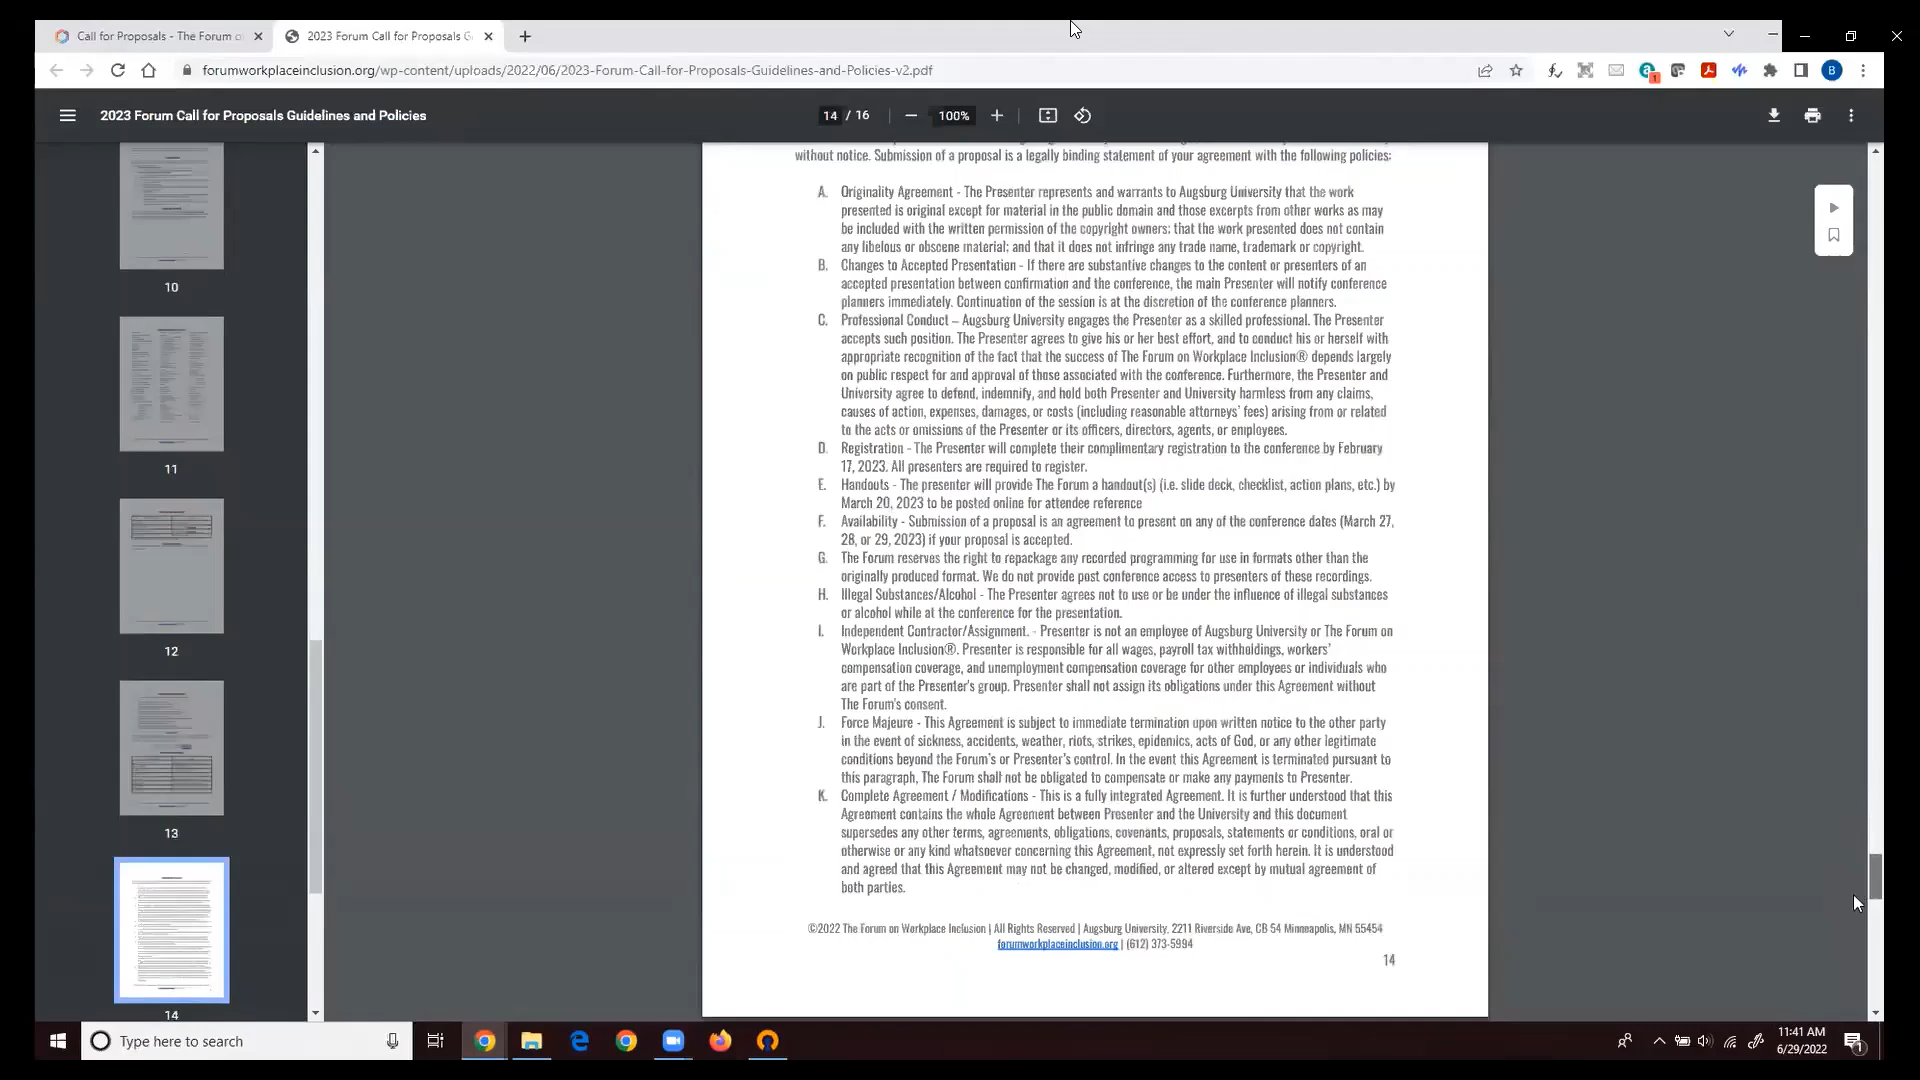 Call for Proposals - The Forum o
2023 Forum Call for Proposals G
forumworkplaceinclusion.org/wp-content/uploads/2022/06/2023-Forum-Call-for-Proposals-Guidelines-and-Policies-v2.pdf
1
B
2023 Forum Call for Proposals Guidelines and Policies
14 / 16
100%
10
11
12
13
14
without notice. Submission of a proposal is a legally binding statement of your agreement with the following policies:
A. Originality Agreement - The Presenter represents and warrants to Augsburg University that the work
presented is original except for material in the public domain and those excerpts from other works as may
be included with the written permission of the copyright owners; that the work presented does not contain
any libelous or obscene material; and that it does not infringe any trade name, trademark or copyright.
B. Changes to Accepted Presentation - If there are substantive changes to the content or presenters of an
accepted presentation between confirmation and the conference, the main Presenter will notify conference
planners immediately. Continuation of the session is at the discretion of the conference planners.
C. Professional Conduct – Augsburg University engages the Presenter as a skilled professional. The Presenter
accepts such position. The Presenter agrees to give his or her best effort, and to conduct his or herself with
appropriate recognition of the fact that the success of The Forum on Workplace Inclusion® depends largely
on public respect for and approval of those associated with the conference. Furthermore, the Presenter and
University agree to defend, indemnify, and hold both Presenter and University harmless from any claims,
causes of action, expenses, damages, or costs (including reasonable attorneys' fees) arising from or related
to the acts or omissions of the Presenter or its officers, directors, agents, or employees.
D. Registration - The Presenter will complete their complimentary registration to the conference by February
17, 2023. All presenters are required to register.
E. Handouts - The presenter will provide The Forum a handout(s) (i.e. slide deck, checklist, action plans, etc.) by
March 20, 2023 to be posted online for attendee reference
F. Availability - Submission of a proposal is an agreement to present on any of the conference dates (March 27,
28, or 29, 2023) if your proposal is accepted.
G. The Forum reserves the right to repackage any recorded programming for use in formats other than the
originally produced format. We do not provide post conference access to presenters of these recordings.
H. Illegal Substances/Alcohol - The Presenter agrees not to use or be under the influence of illegal substances
or alcohol while at the conference for the presentation.
I. Independent Contractor/Assignment. - Presenter is not an employee of Augsburg University or The Forum on
Workplace Inclusion®. Presenter is responsible for all wages, payroll tax withholdings, workers'
compensation coverage, and unemployment compensation coverage for other employees or individuals who
are part of the Presenter's group. Presenter shall not assign its obligations under this Agreement without
The Forum's consent.
J. Force Majeure - This Agreement is subject to immediate termination upon written notice to the other party
in the event of sickness, accidents, weather, riots, strikes, epidemics, acts of God, or any other legitimate
conditions beyond the Forum's or Presenter's control. In the event this Agreement is terminated pursuant to
this paragraph, The Forum shall not be obligated to compensate or make any payments to Presenter.
K. Complete Agreement / Modifications - This is a fully integrated Agreement. It is further understood that this
Agreement contains the whole Agreement between Presenter and the University and this document
supersedes any other terms, agreements, obligations, covenants, proposals, statements or conditions, oral or
otherwise or any kind whatsoever concerning this Agreement, not expressly set forth herein. It is understood
and agreed that this Agreement may not be changed, modified, or altered except by mutual agreement of
both parties.
©2022 The Forum on Workplace Inclusion | All Rights Reserved | Augsburg University, 2211 Riverside Ave, CB 54 Minneapolis, MN 55454
forumworkplaceinclusion.org | (612) 373-5994
14
Type here to search
11:41 AM
6/29/2022
1